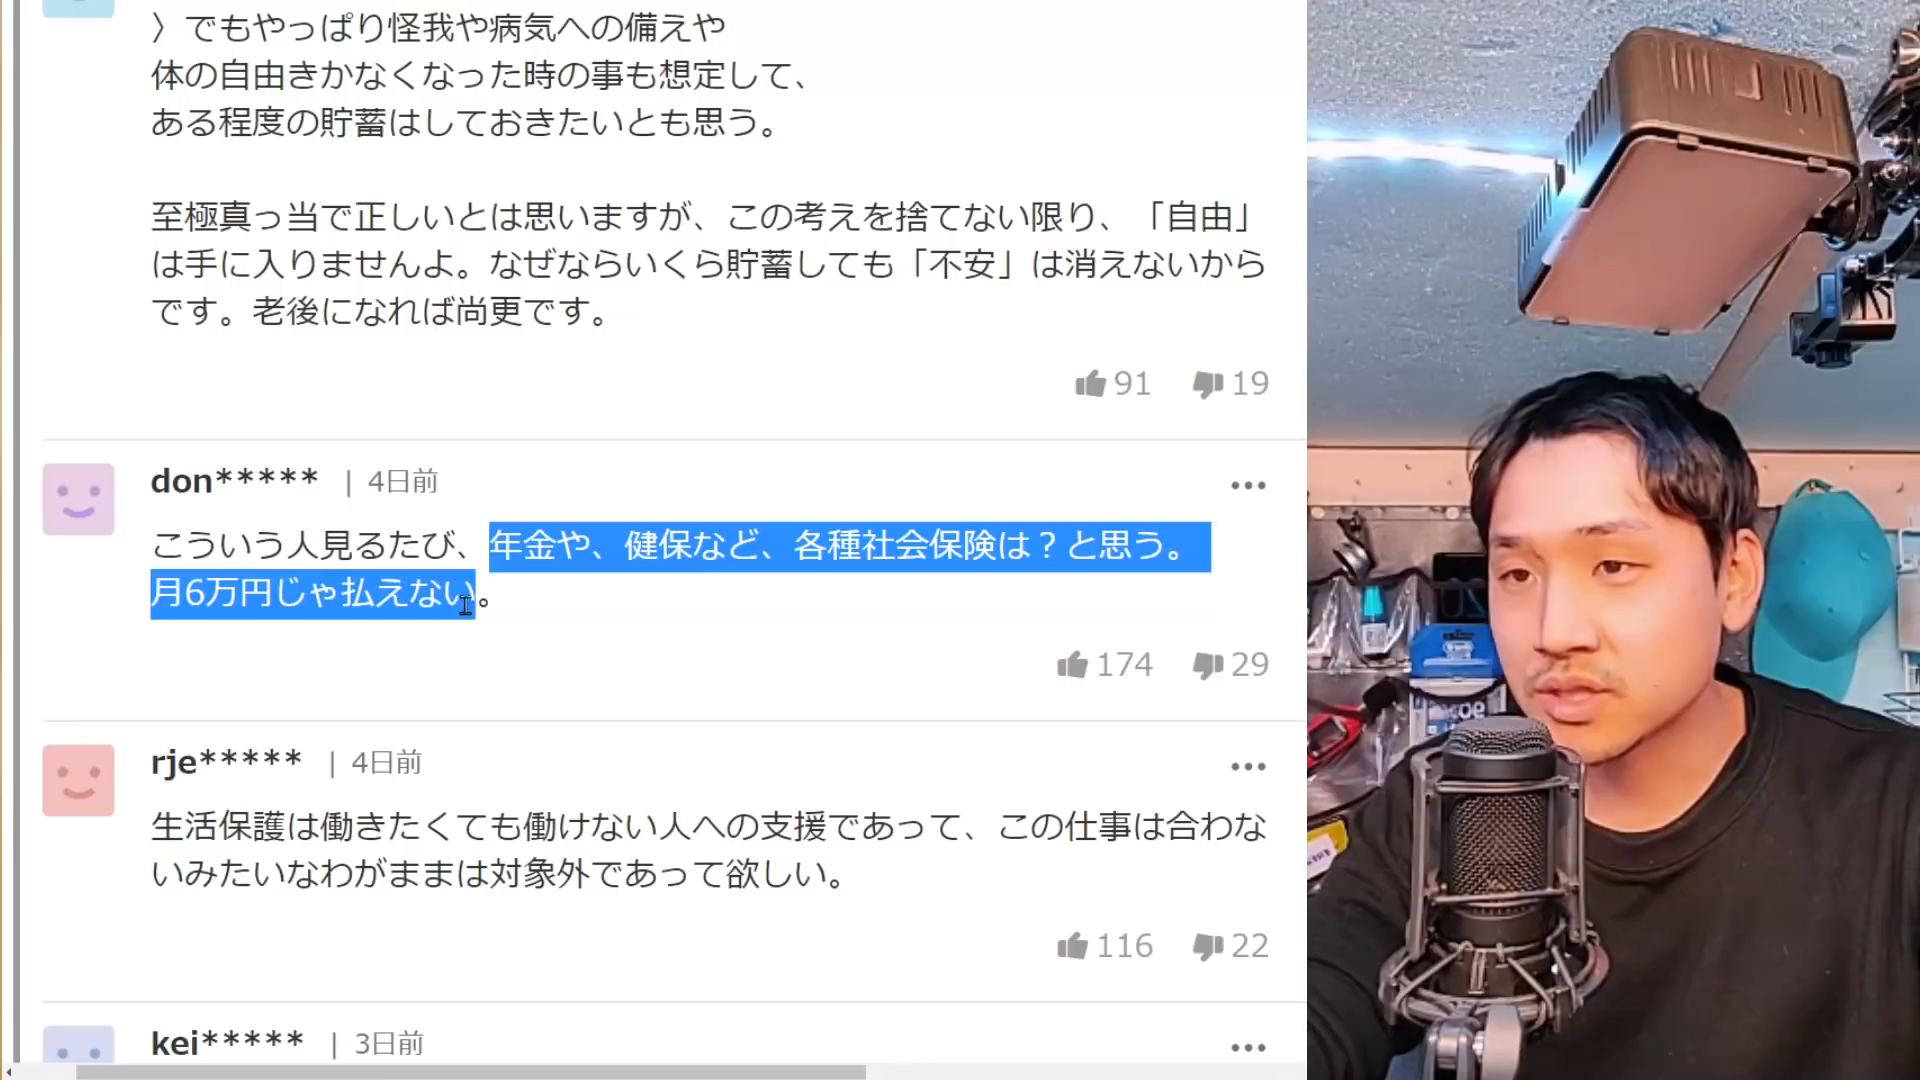 〉でもやっぱり怪我や病気への備えや
体の自由きかなくなった時の事も想定して、
ある程度の貯蓄はしておきたいとも思う。
至極真っ当で正しいとは思いますが、この考えを捨てない限り、「自由」
は手に入りませんよ。なぜならいくら貯蓄しても「不安」は消えないから
です。老後になれば尚更です。
91 19
don***** | 4日前
こういう人見るたび、年金や、健保など、各種社会保険は？と思う。
月6万円じゃ払えない。
174 29
rje***** | 4日前
生活保護は働きたくても働けない人への支援であって、この仕事は合わな
いみたいなわがままは対象外であって欲しい。
116 22
kei***** | 3日前